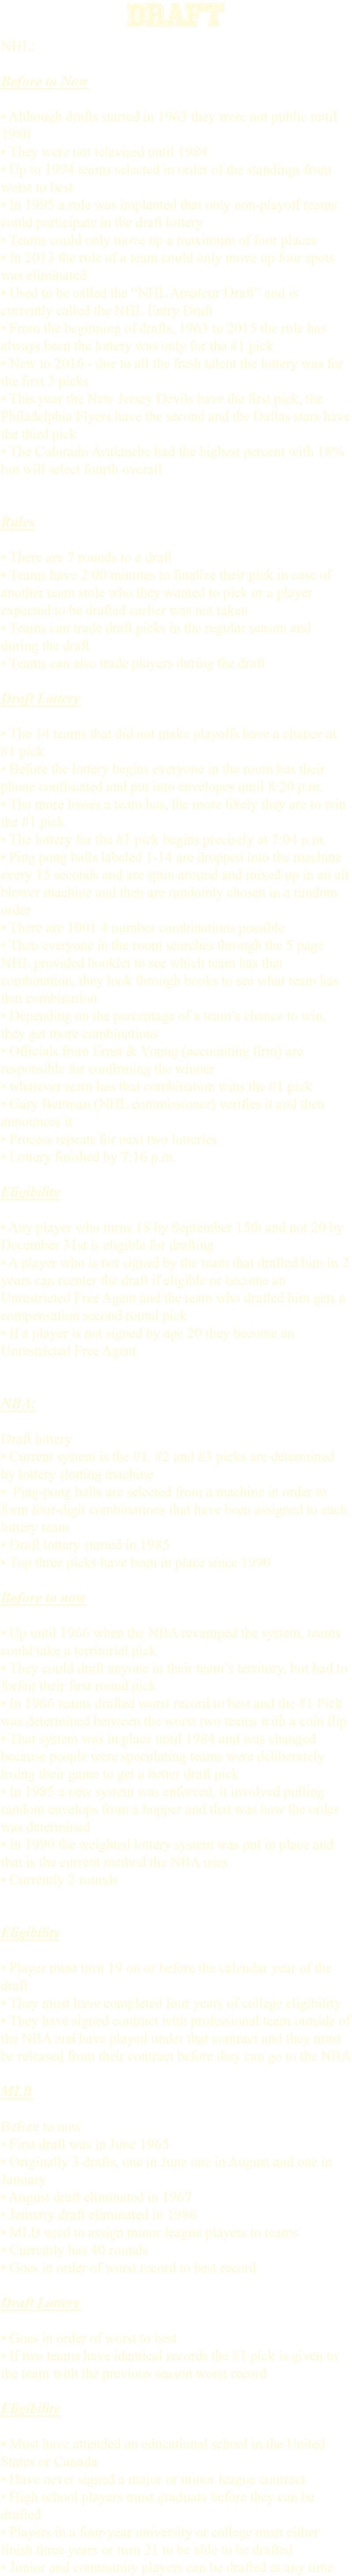 DRAFT
NHL
Before to Now
• Although drafts started in 1963 they were not public until
1980
• They were not televised until 1984
• Up to 1994 teams selected in order of the standings from
worst to best
• In 1995 a rule was implanted that only non-playoff teams
could participate in the draft lottery
• Teams could only move up a maximum of four places
• In 2013 the rule of a team could only move up four spots
was eliminated
• Used to be called the "NHL Amateur Draft" and is
currently called the NHL Entry Draft
• From the beginning of drafts, 1963 to 2015 the rule has
always been the lottery was only for the #1 pick
• New to 2016 - due to all the fresh talent the lottery was for
the first 3 picks
• This year the New Jersey Devils have the first pick, the
Philadelphia Flyers have the second and the Dallas stars have
the third pick
• The Colorado Avalanche had the highest percent with 18%
but will select fourth overall
Rules
• There are 7 rounds to a draft
• Teams have 2:00 minutes to finalize their pick in case of
another team stole who they wanted to pick or a player
expected to be drafted earlier was not taken
• Teams can trade draft picks in the regular season and
during the draft
• Teams can also trade players during the draft
Draft Lottery
• The 14 teams that did not make playoffs have a chance at
#1 pick
• Before the lottery begins everyone in the room has their
phone confiscated and put into envelopes until 8:20 p.m
• The more losses a team has, the more likely they are to win
the #1 pick
• The lottery for the #1 pick begins precisely at 7:04 p.m
• Ping-pong balls labeled 1-14 are dropped into the machine
every 15 seconds and are spun around and mixed up in an air
blower machine and then are randomly chosen in a random
order
• There are 1001 4 number combinations possible
• Then everyone in the room searches through the 5 page
NHL provided booklet to see which team has that
combination, they look through books to see what team has
that combination
• Depending on the percentage of a team's chance to win,
they get more combinations
• Officials from Ernst & Young (accounting firm) are
responsible for confirming the winner
• whatever team has that combination wins the #1 pick
• Gary Bettman (NHL commissioner) verifies it and then
announces it
• Process repeats for next two lotteries
• Lottery finished by 7:16 p.m.
Eligibility
• Any player who turns 18 by September 15th and not 20 by
December 31st is eligible for drafting
• A player who is not signed by the team that drafted him in 2
years can reenter the draft if eligible or become an
Unrestricted Free Agent and the team who drafted him gets a
compensation second round pick
• If a player is not signed by age 20 they become an
Unrestricted Free Agent
NBA:
Draft lottery
• Current system is the #1, #2 and #3 picks are determined
by lottery slotting machine
• Ping-pong balls are selected from a machine in order to
form four-digit combinations that have been assigned to each
lottery team
• Draft lottery started in 1985
• Top three picks have been in place since 1990
Before to now
• Up until 1966 when the NBA revamped the system, teams
could take a territorial pick
• They could draft anyone in their team's territory, but had to
forfeit their first round pick
• In 1966 teams drafted worst record to best and the #1 Pick
was determined between the worst two teams with a coin flip
• That system was in place until 1984 and was changed
because people were speculating teams were deliberately
losing their game to get a better draft pick
• In 1985 a new system was enforced, it involved pulling
random envelops from a hopper and that was how the order
was determined
• In 1990 the weighted lottery system was put in place and
that is the current method the NBA uses
• Currently 2 rounds
Eligibility
• Player must turn 19 on or before the calendar year of the
draft
• They must have completed four years of college eligibility
• They have signed contract with professional team outside of
the NBA and have played under that contract and they must
be released from their contract before they can go to the NBA
MLB
Before to now
• First draft was in June 1965
• Originally 3 drafts, one in June one in August and one in
January
• August draft eliminated in 1967
• January draft eliminated in 1986
• MLB used to assign minor league players to teams
• Currently has 40 rounds
• Goes in order of worst record to best record
Draft Lottery
• Goes in order of worst to best
• If two teams have identical records the #1 pick is given to
the team with the previous season worst record
Eligibility
• Must have attended an educational school in the United
States or Canada
• Have never signed a major or minor league contract
• High school players must graduate before they can be
drafted
• Players in a four-year university or college must either
finish three years or turn 21 to be able to be drafted
• Junior and community players can be drafted at any time